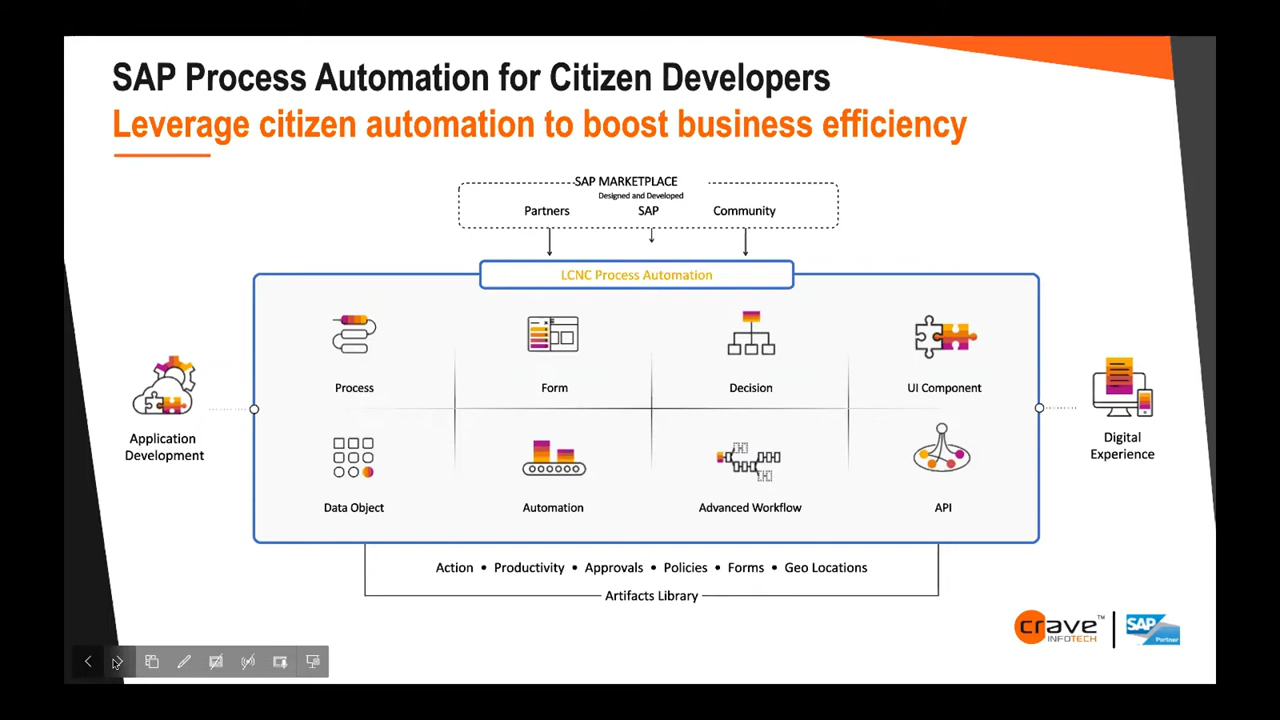 SAP Process Automation for Citizen Developers
Leverage citizen automation to boost business efficiency
SAP MARKETPLACE
Designed and Developed
Partners SAP Community
LCNC Process Automation
Process Form Decision UI Component
Application
Development
Digital
Experience
Data Object Automation Advanced Workflow API
Action • Productivity • Approvals • Policies • Forms • Geo Locations
Artifacts Library
crave™
INFOTECH
SAP
Partner